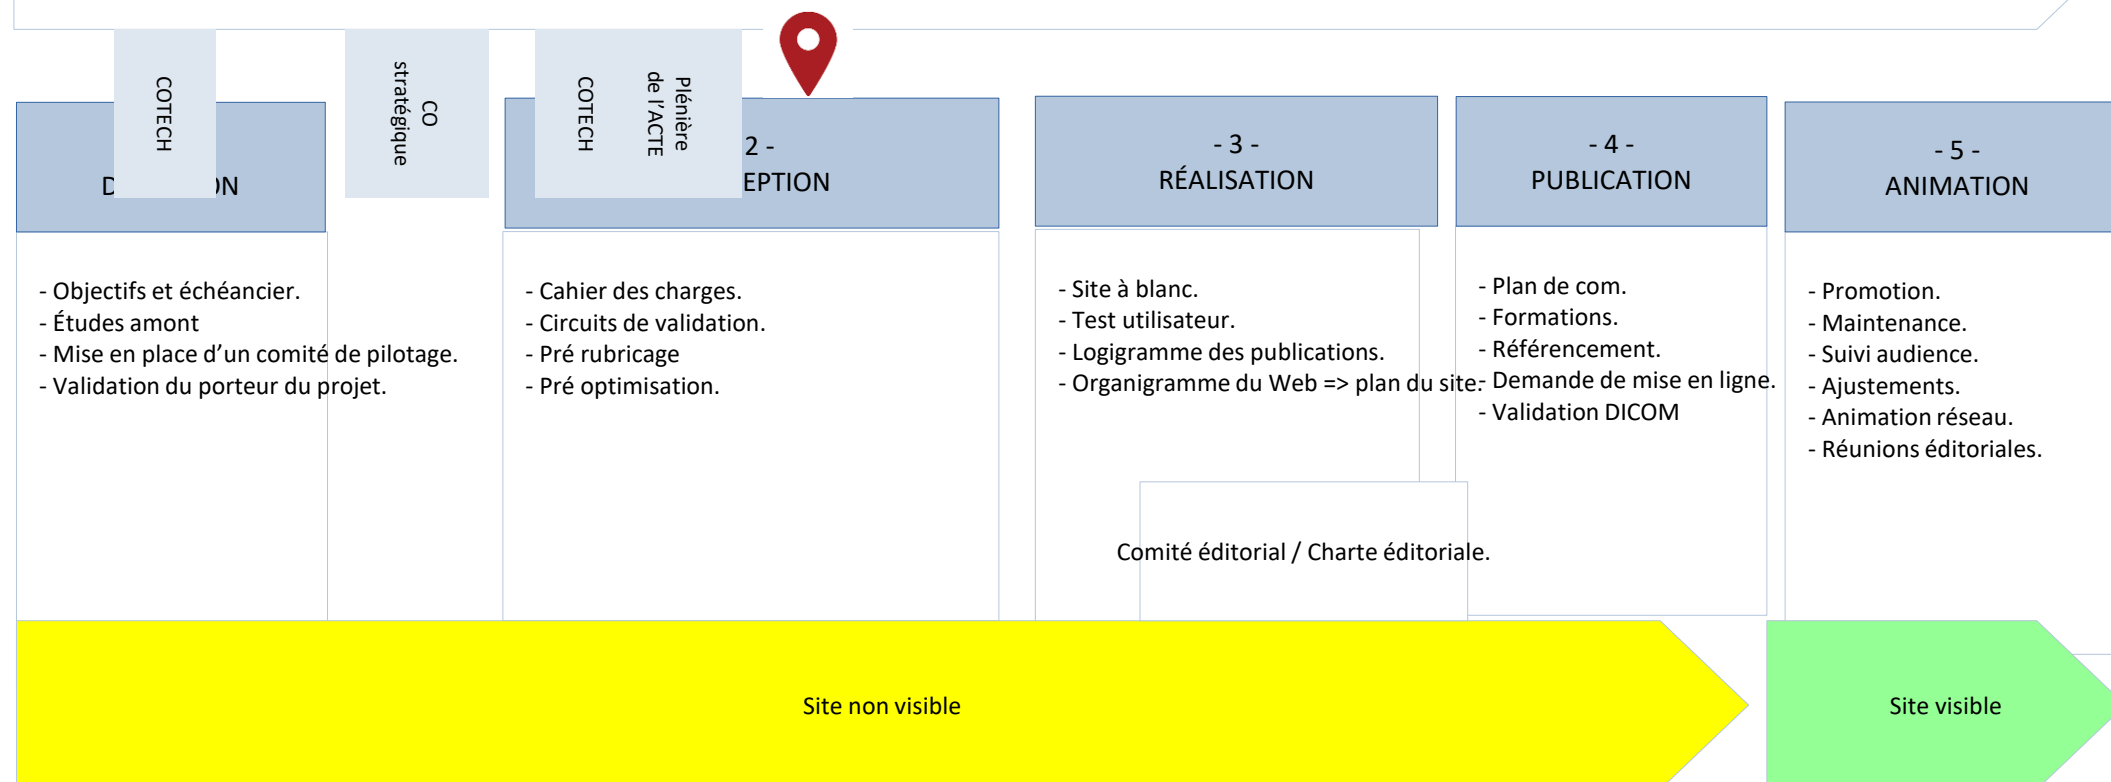 COTECH
CO
stratégique
COTECH
Plénière
de l'ACTE
2 -
- 3 -
RÉALISATION
- 4 -
PUBLICATION
- 5 -
ANIMATION
- Objectifs et échéancier.
- Études amont
- Mise en place d’un comité de pilotage.
- Validation du porteur du projet.
- Cahier des charges.
- Circuits de validation.
- Pré rubricage
- Pré optimisation.
- Site à blanc.
- Test utilisateur.
- Logigramme des publications.
- Organigramme du Web => plan du site.
- Plan de com.
- Formations.
- Référencement.
- Demande de mise en ligne.
- Validation DICOM
- Promotion.
- Maintenance.
- Suivi audience.
- Ajustements.
- Animation réseau.
- Réunions éditoriales.
Comité éditorial / Charte éditoriale.
Site non visible
Site visible